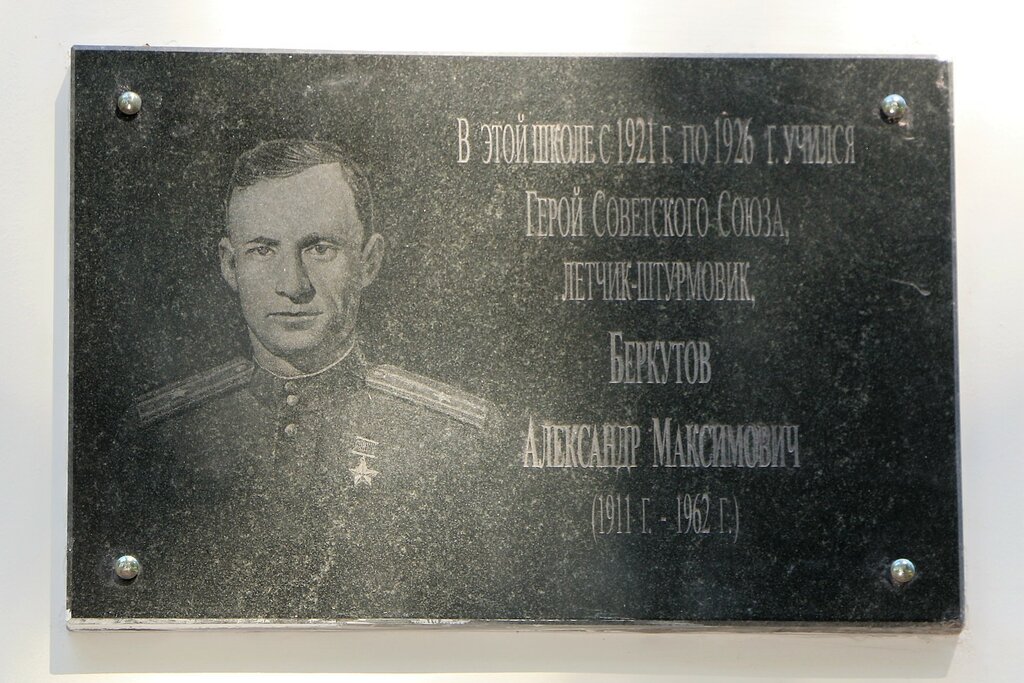 В ЭТОЙ ШКОЛЕ С 1921 Г. ПО 1926 Г. УЧИЛСЯ
ГЕРОЙ СОВЕТСКОГО СОЮЗА,
ЛЕТЧИК-ШТУРМОВИК,
БЕРКУТОВ
АЛЕКСАНДР МАКСИМОВИЧ
(1911 Г. - 1962 Г.)